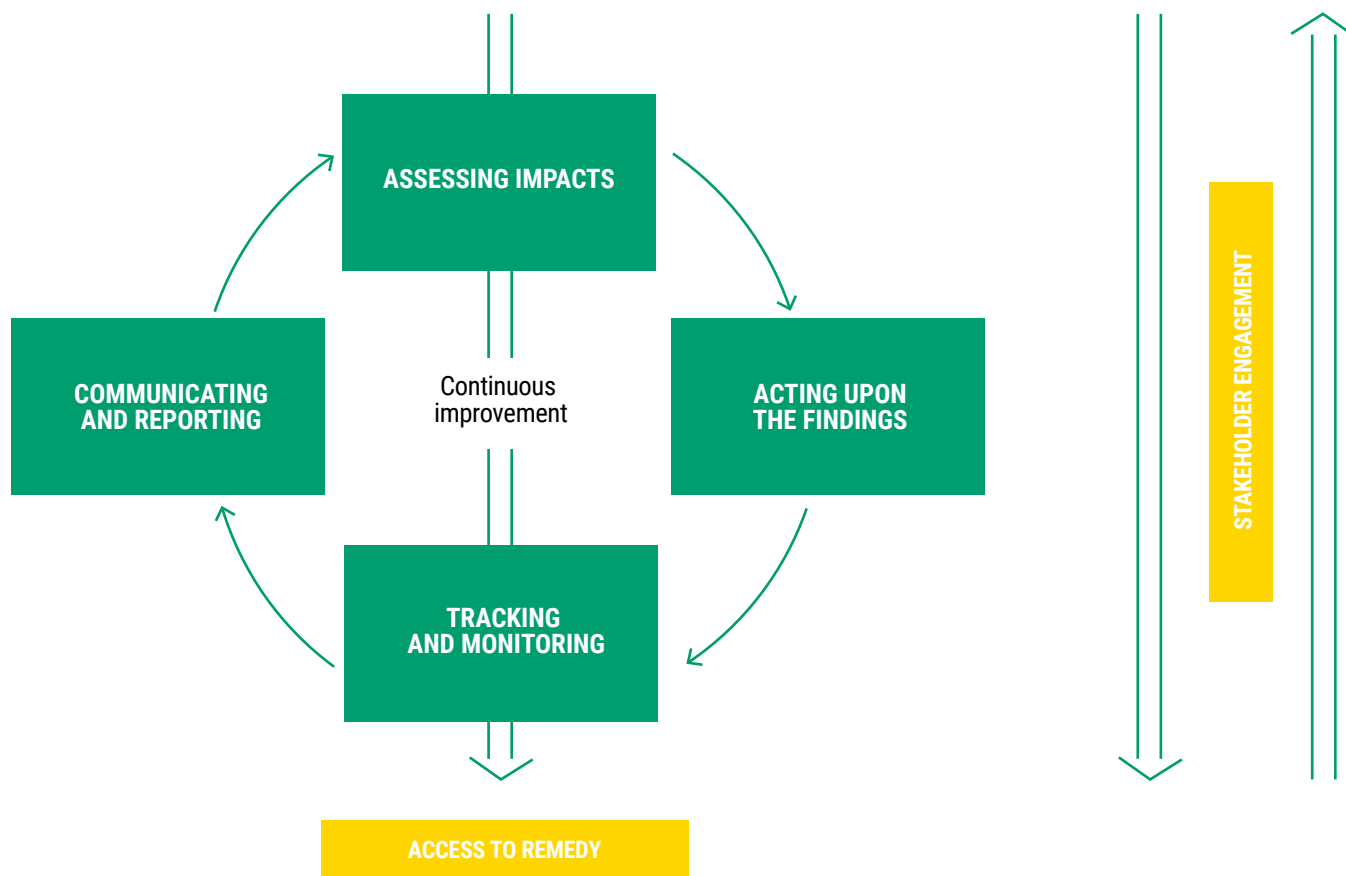 ASSESSING IMPACTS
COMMUNICATING
AND REPORTING
Continuous
improvement
ACTING UPON
THE FINDINGS
STAKEHOLDER ENGAGEMENT
TRACKING
AND MONITORING
ACCESS TO REMEDY